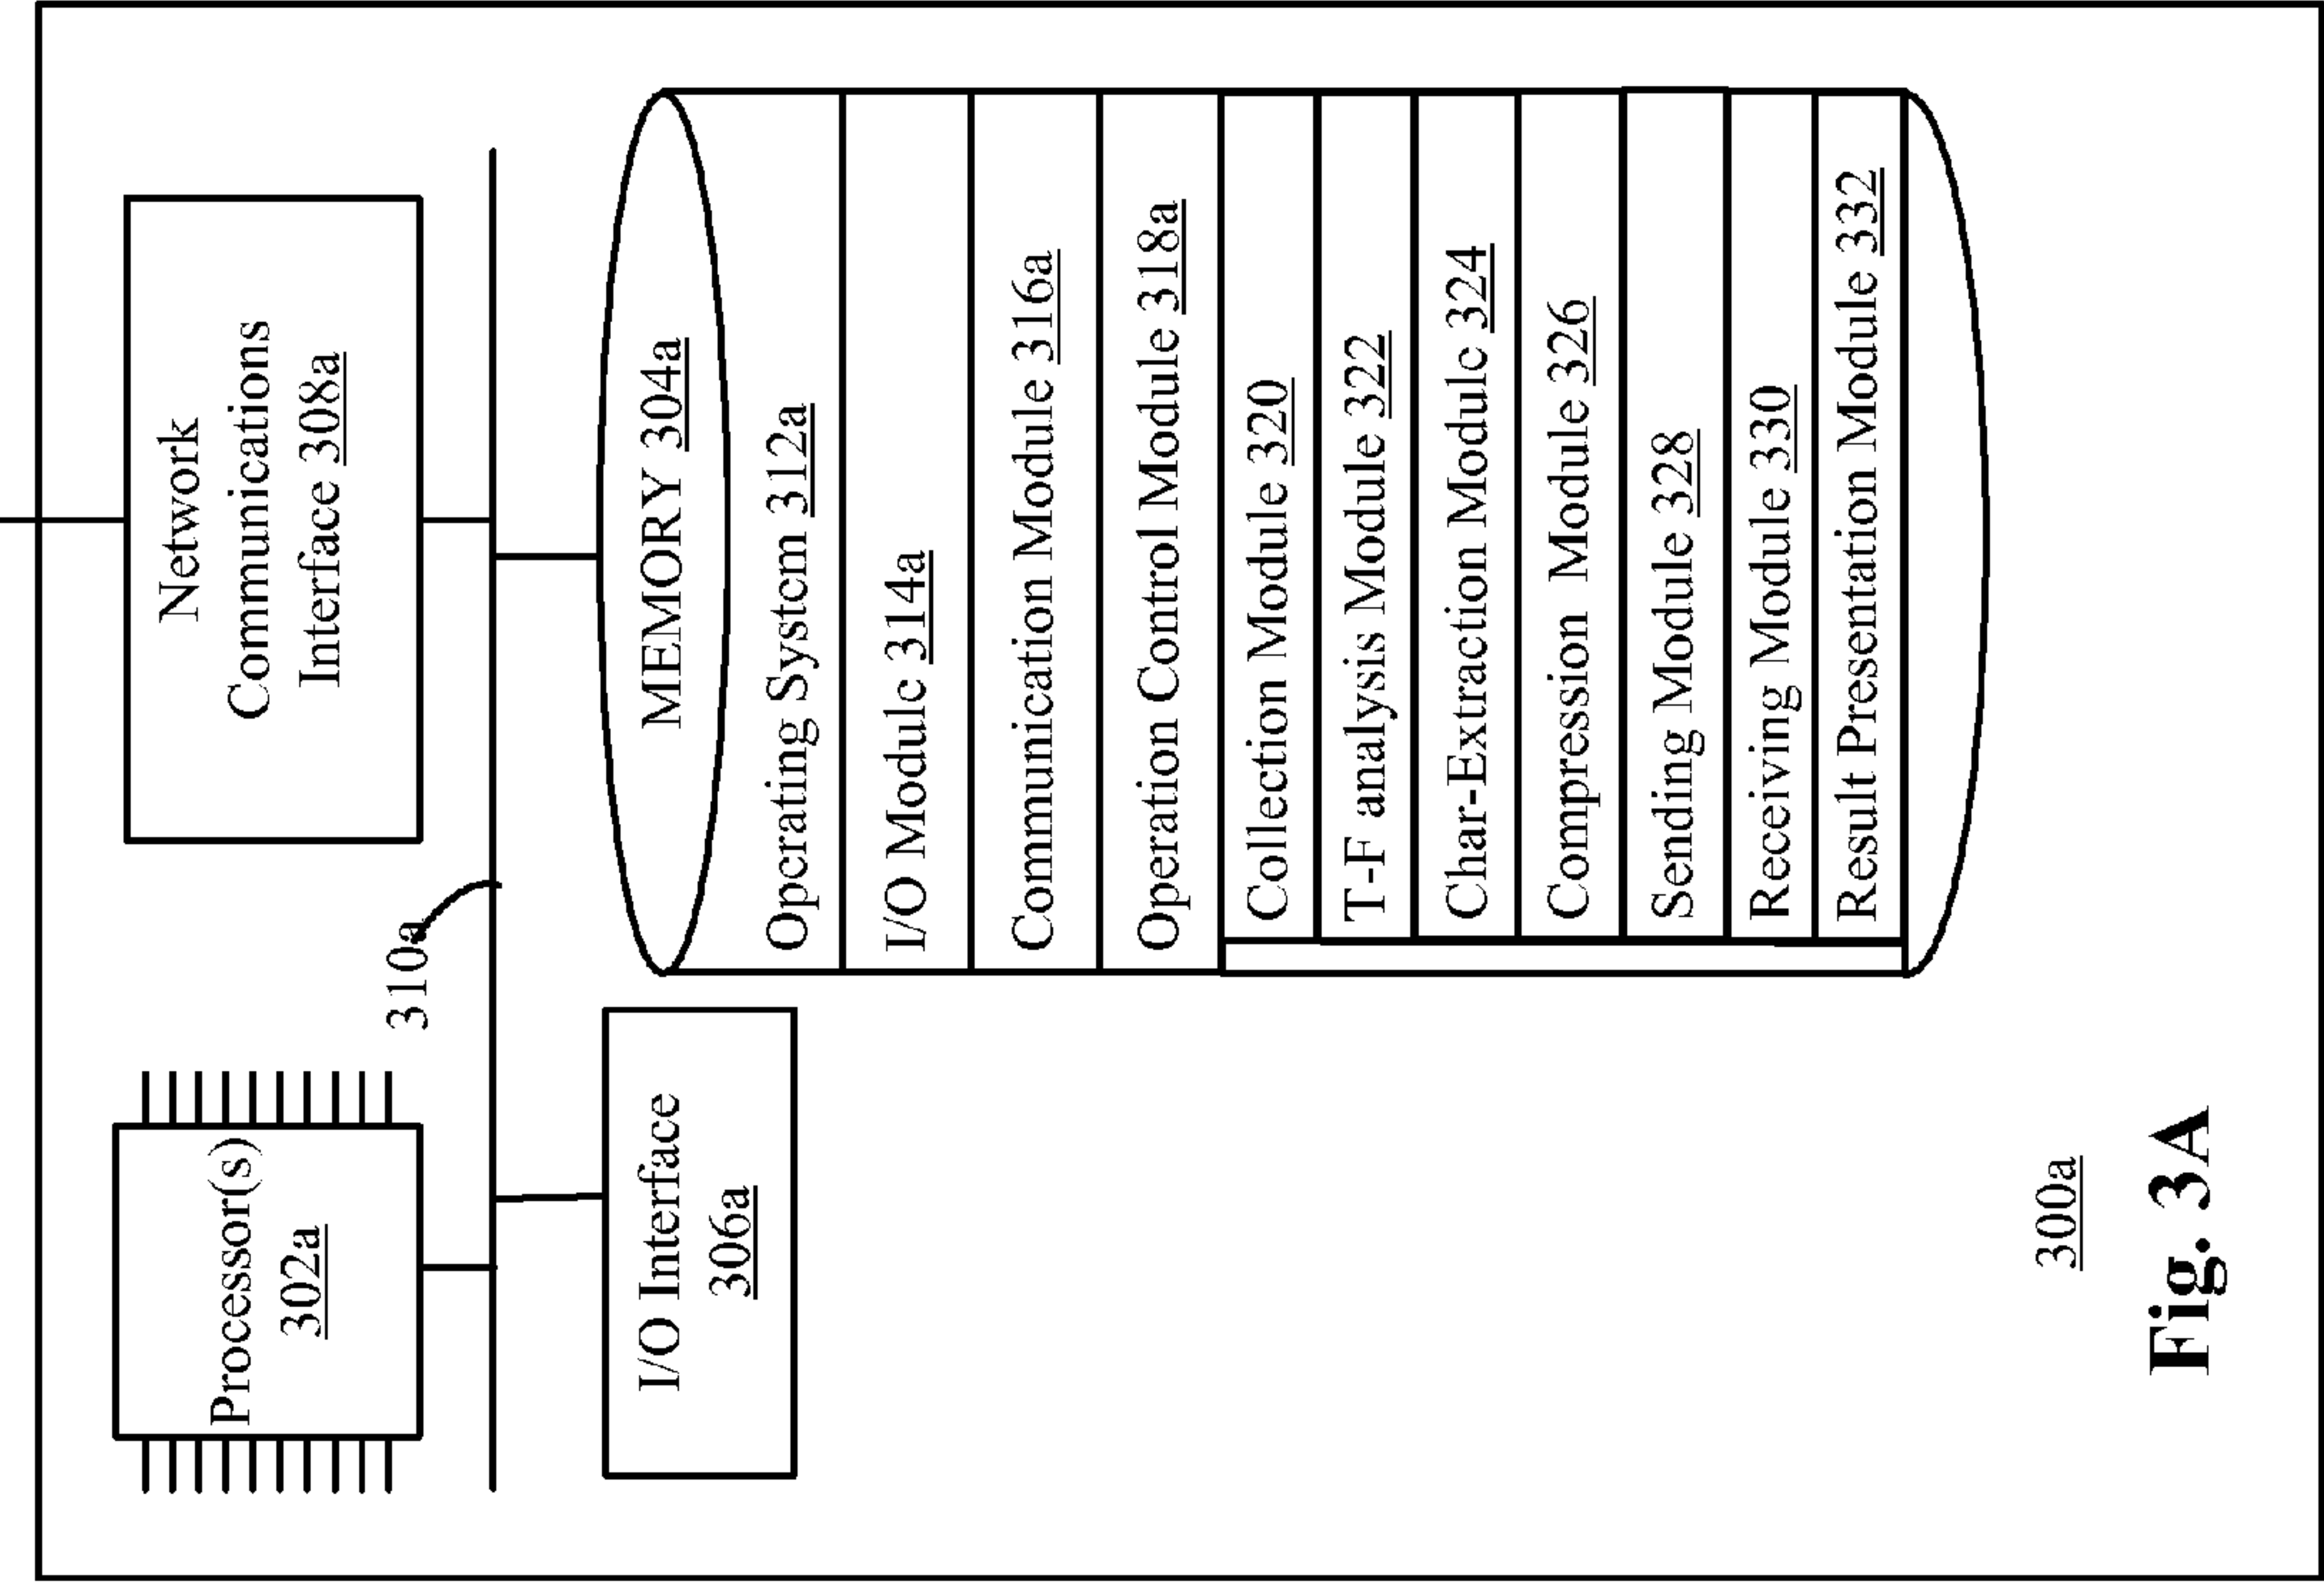 Processor(s)
302a
310a
Network
Communications
Interface 308a
I/O Interface
306a
MEMORY 304a
Operating System 312a
I/O Module 314a
Communication Module 316a
Operation Control Module 318a
Collection Module 320
T-F analysis Module 322
Char-Extraction Module 324
Compression Module 326
Sending Module 328
Receiving Module 330
Result Presentation Module 332
300a
Fig. 3A